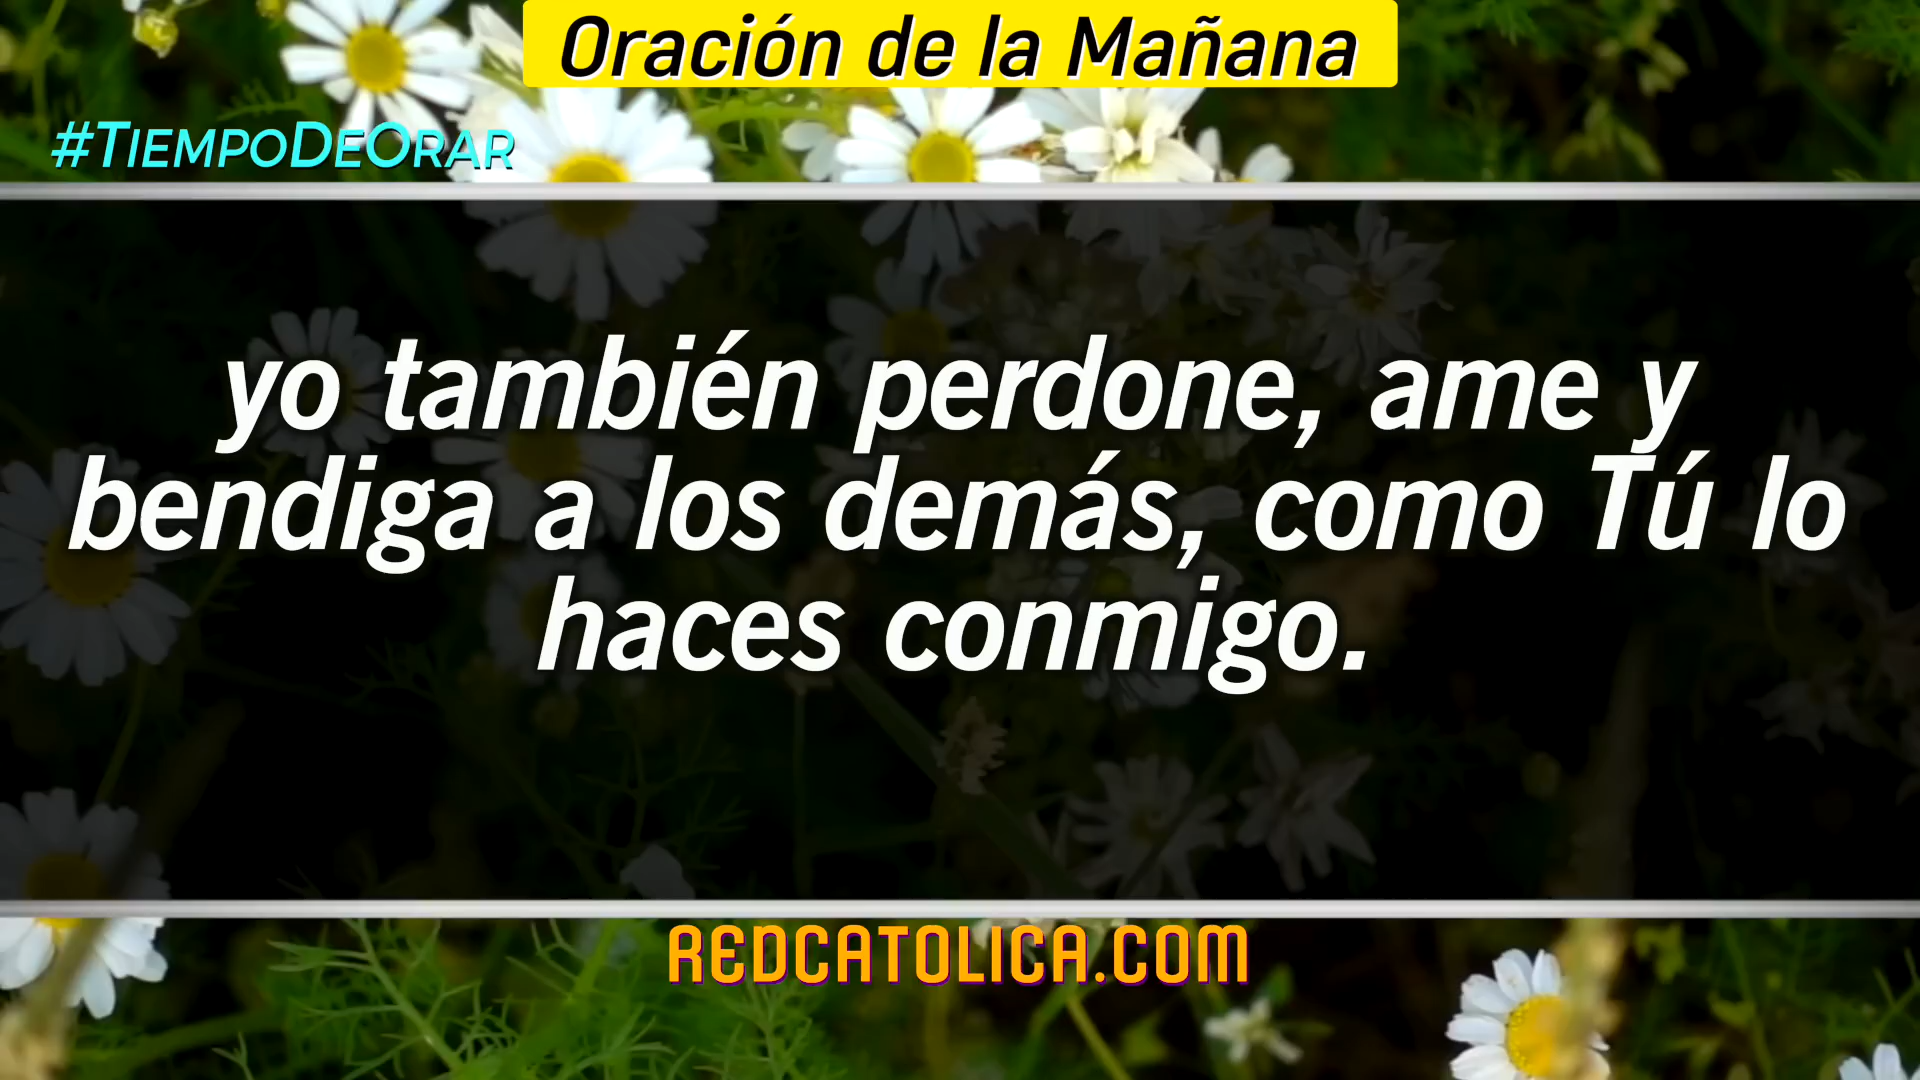 Oración de la Mañana
#TIEMPODEORAR
yo también perdone, ame y
bendiga a los demás, como Tú lo
haces conmigo.
REDCATOLICA.COM